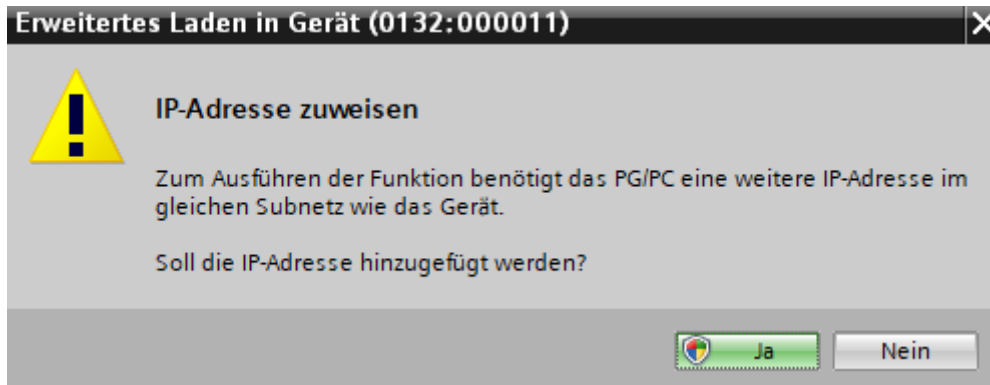 Erweitertes Laden in Gerät (0132:000011)
IP-Adresse zuweisen
Zum Ausführen der Funktion benötigt das PG/PC eine weitere IP-Adresse im
gleichen Subnetz wie das Gerät.
Soll die IP-Adresse hinzugefügt werden?
Ja
Nein